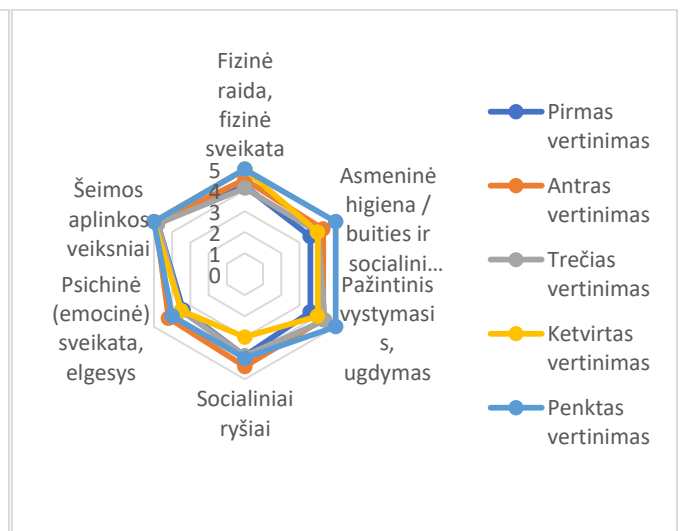 Fizinė
raida,
fizinė
sveikata
5
4
3
2
1
0
Asmeninė
higiena /
buities ir
socialini...
Pažintinis
vystymasi
s,
ugdymas
Socialiniai
ryšiai
Psichinė
(emocinė)
sveikata,
elgesys
Šeimos
aplinkos
veiksniai
Pirmas
vertinimas
Antras
vertinimas
Trečias
vertinimas
Ketvirtas
vertinimas
Penktas
vertinimas